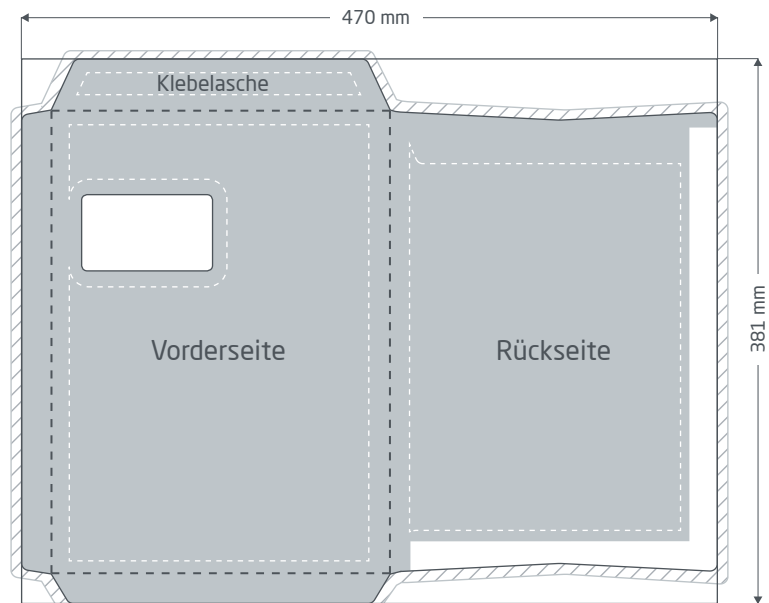 470 mm
Klebelasche
Vorderseite
Rückseite
381 mm